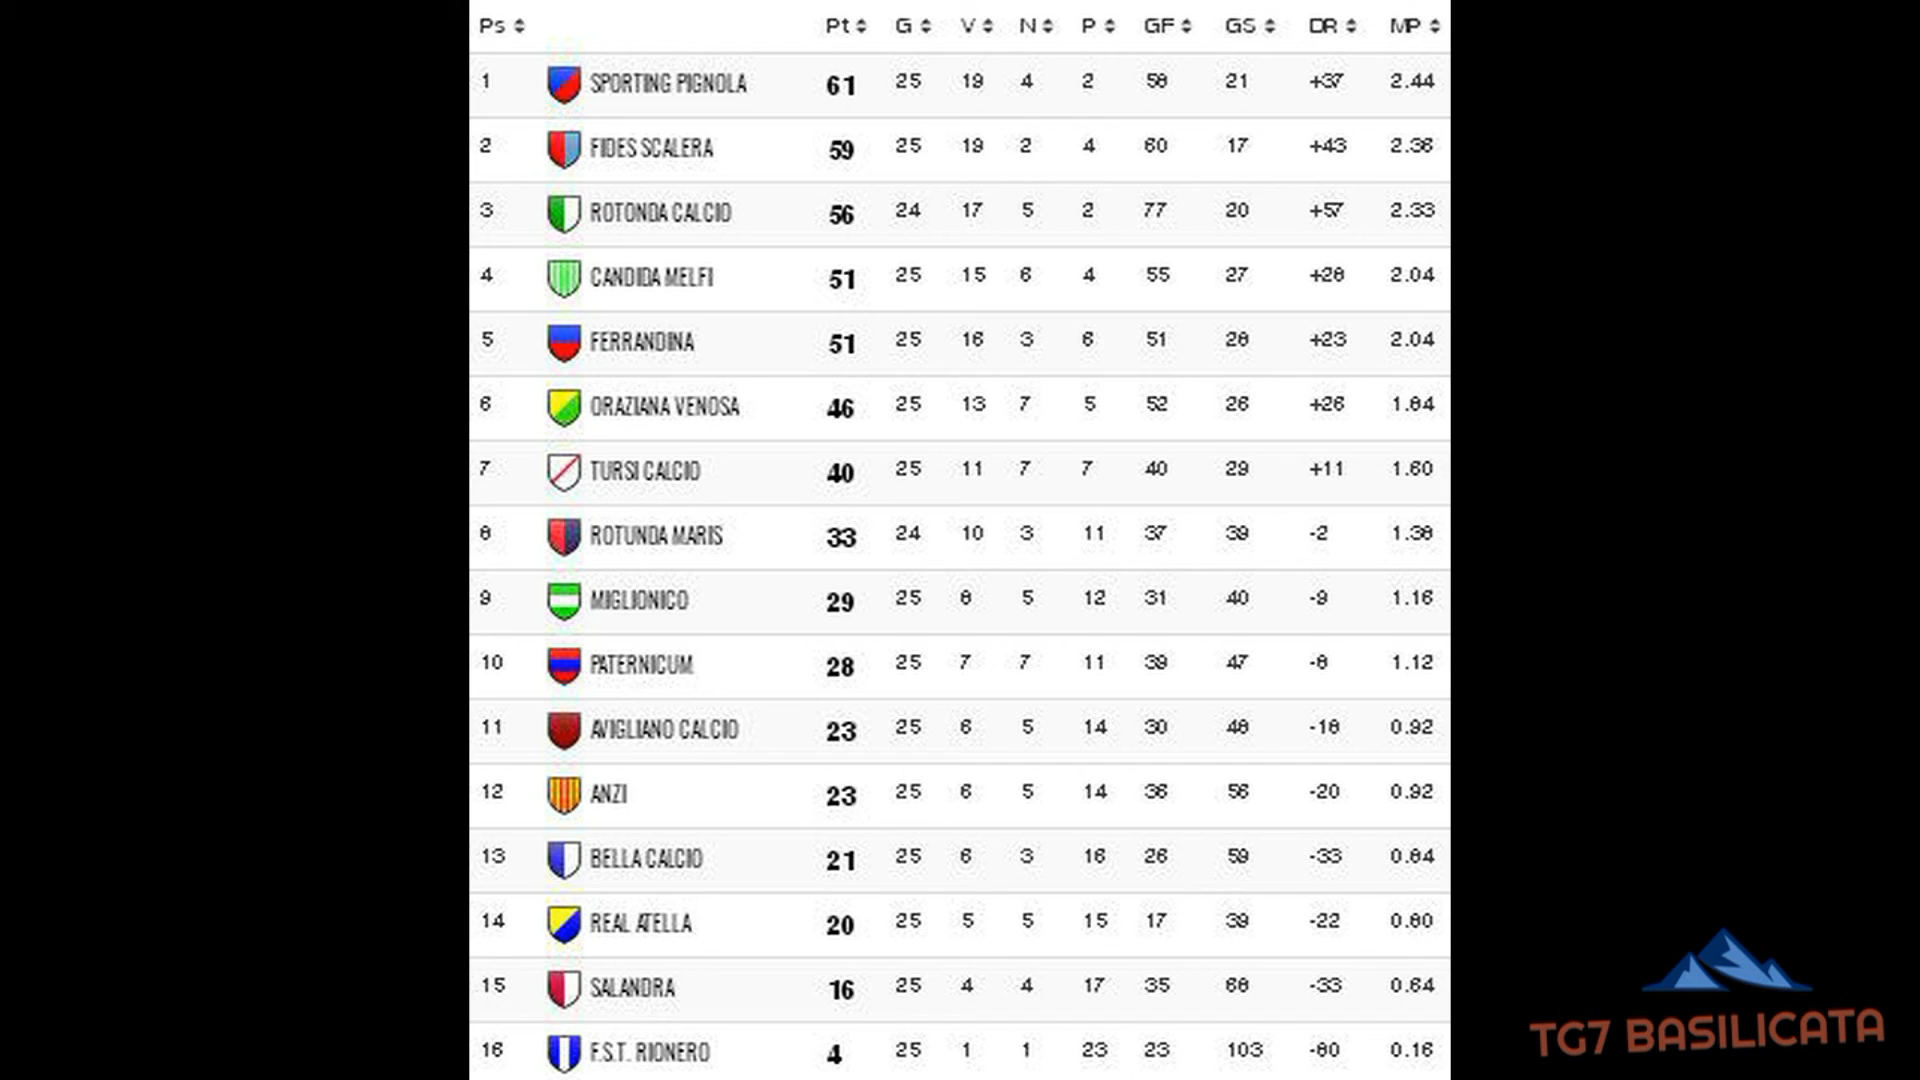 Ps Pt G V N P GF GS DR MP
1 SPORTING PIGNOLA 61 25 19 4 2 58 21 +37 2.44
2 FIDES SCALERA 59 25 19 2 4 60 17 +43 2.36
3 ROTONDA CALCIO 56 24 17 5 2 77 20 +57 2.33
4 CANDIDA MELFI 51 25 15 6 4 55 27 +28 2.04
5 FERRANDINA 51 25 16 3 6 51 28 +23 2.04
6 ORAZIANA VENOSA 46 25 13 7 5 52 26 +26 1.84
7 TURSI CALCIO 40 25 11 7 7 40 29 +11 1.60
8 ROTUNDA MARIS 33 24 10 3 11 37 39 -2 1.38
9 MIGLIONICO 29 25 8 5 12 31 40 -9 1.16
10 PATERNICUM 28 25 7 7 11 39 47 -8 1.12
11 AVIGLIANO CALCIO 23 25 6 5 14 30 48 -18 0.92
12 ANZI 23 25 6 5 14 36 56 -20 0.92
13 BELLA CALCIO 21 25 6 3 16 26 59 -33 0.84
14 REAL ATELLA 20 25 5 5 15 17 39 -22 0.80
15 SALANDRA 16 25 4 4 17 35 68 -33 0.64
16 F.S.T. RIONERO 4 25 1 1 23 23 103 -80 0.16
TG7 BASILICATA